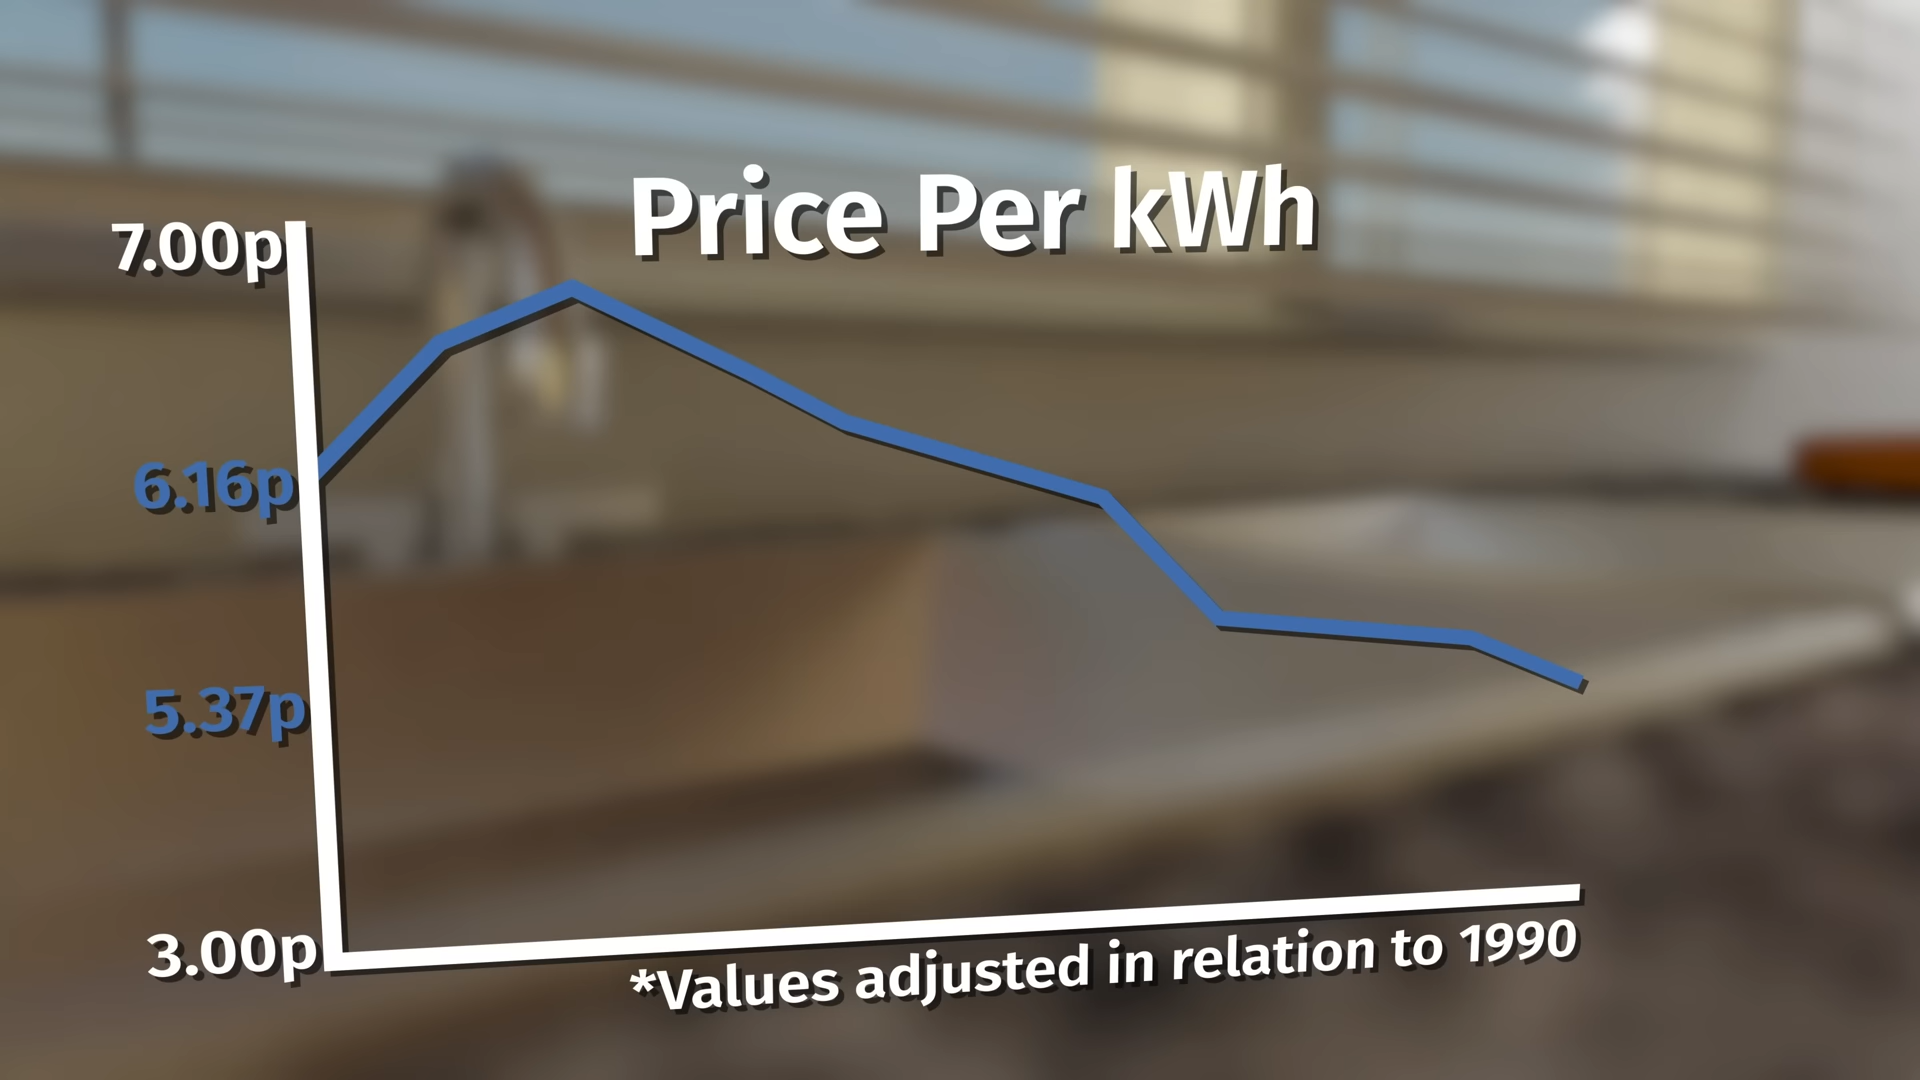 Price Per kWh
7.00p
6.16p
5.37p
3.00p
*Values adjusted in relation to 1990